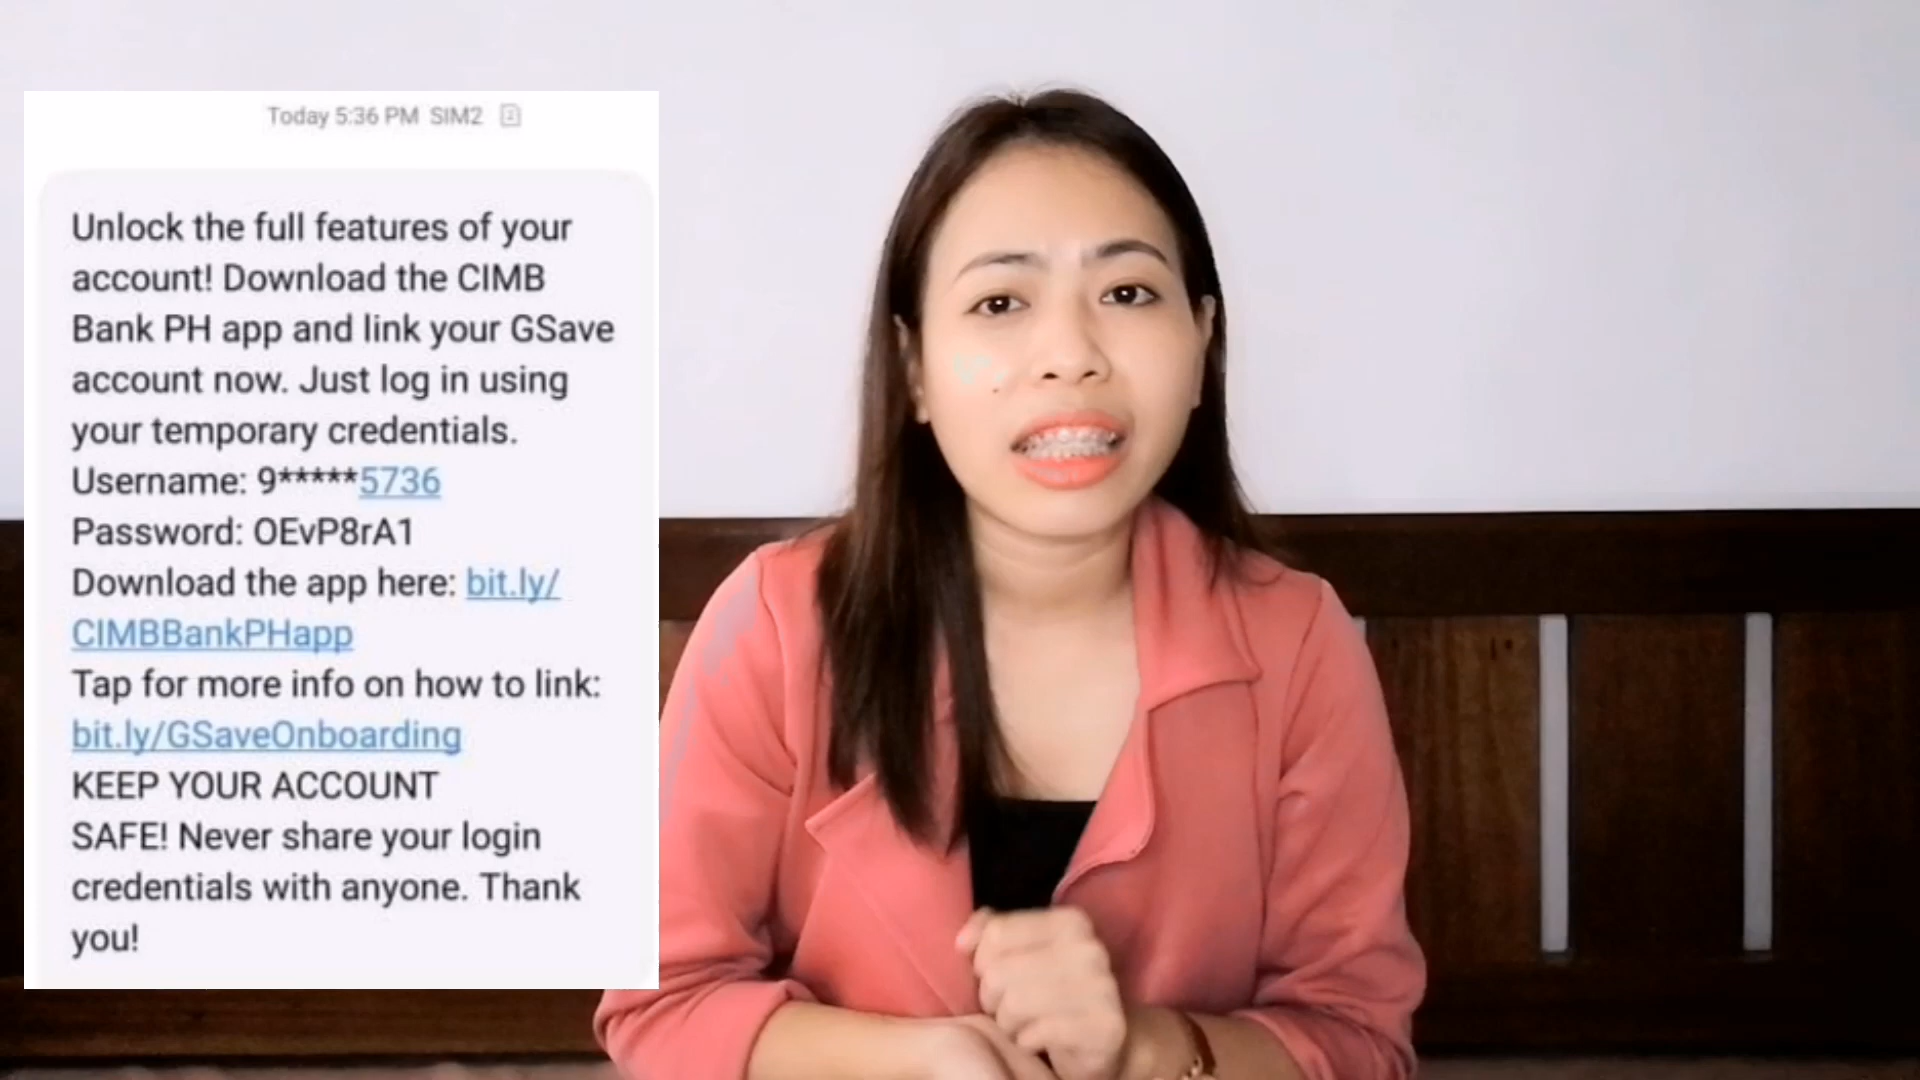 Today 5:36 PM SIM2
Unlock the full features of your
account! Download the CIMB
Bank PH app and link your GSave
account now. Just log in using
your temporary credentials.
Username: 9*****5736
Password: OEvP8rA1
Download the app here: bit.ly/
CIMBBankPHapp
Tap for more info on how to link:
bit.ly/GSaveOnboarding
KEEP YOUR ACCOUNT
SAFE! Never share your login
credentials with anyone. Thank
you!